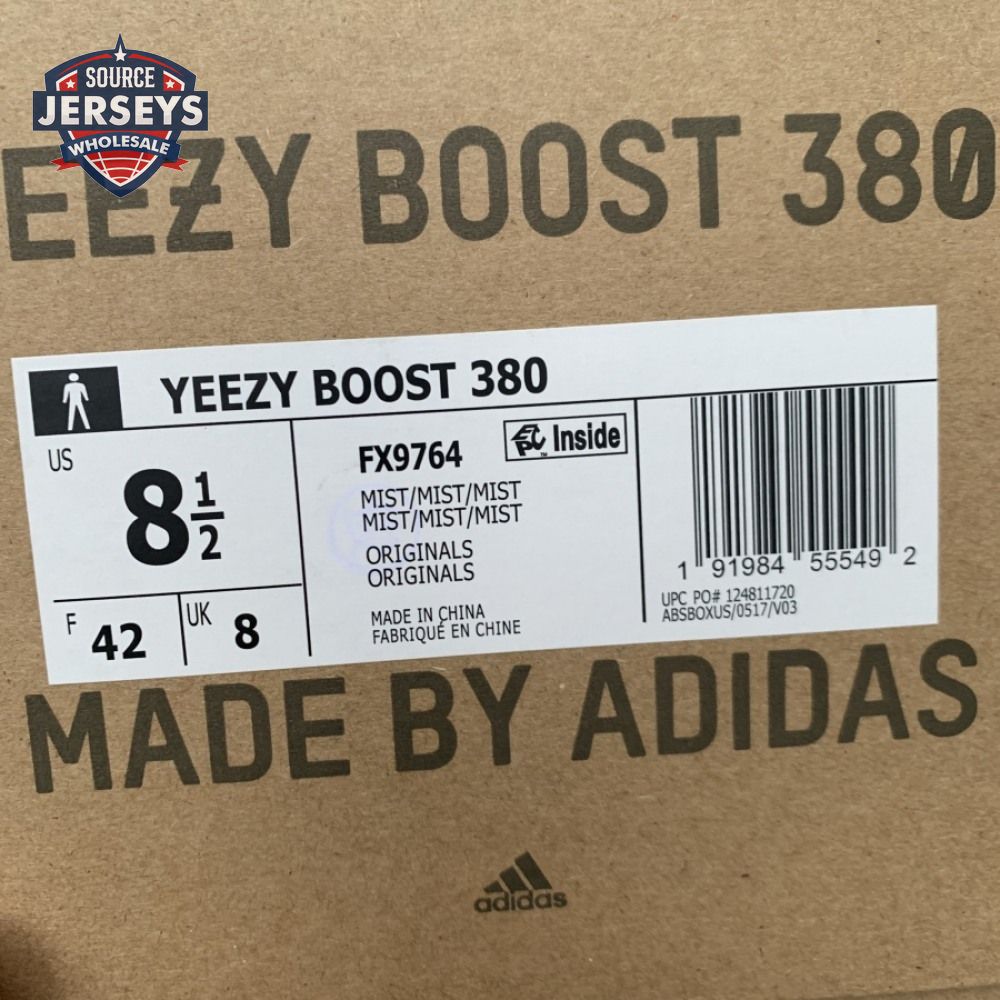 SOURCE
JERSEYS
WHOLESALE
EEZY BOOST 380
YEEZY BOOST 380
US
8 1/2
F 42
UK 8
FX9764
EPC Inside
™
MIST/MIST/MIST
MIST/MIST/MIST
ORIGINALS
ORIGINALS
MADE IN CHINA
FABRIQUÉ EN CHINE
1 91984 55549 2
UPC PO# 124811720
ABSBOXUS/0517/V03
MADE BY ADIDAS
adidas